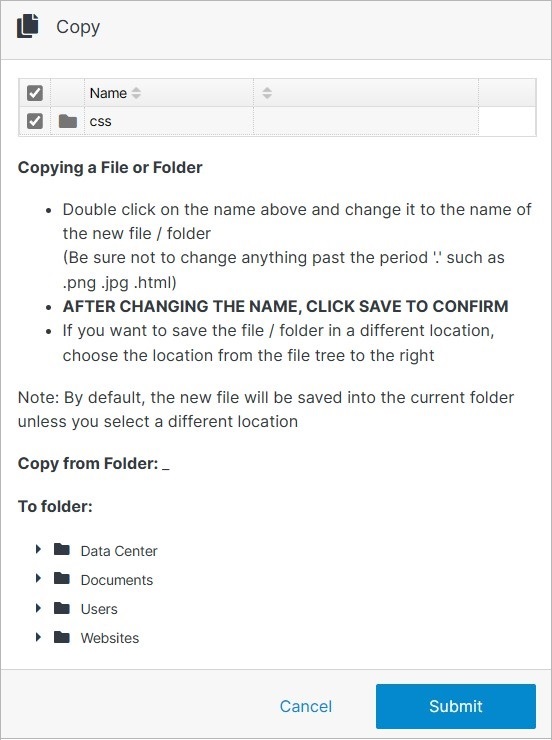 Copy
Name
css
Copying a File or Folder
• Double click on the name above and change it to the name of
the new file / folder
(Be sure not to change anything past the period '.' such as
.png .jpg .html)
• AFTER CHANGING THE NAME, CLICK SAVE TO CONFIRM
• If you want to save the file / folder in a different location,
choose the location from the file tree to the right
Note: By default, the new file will be saved into the current folder
unless you select a different location
Copy from Folder: _
To folder:
Data Center
Documents
Users
Websites
Cancel Submit